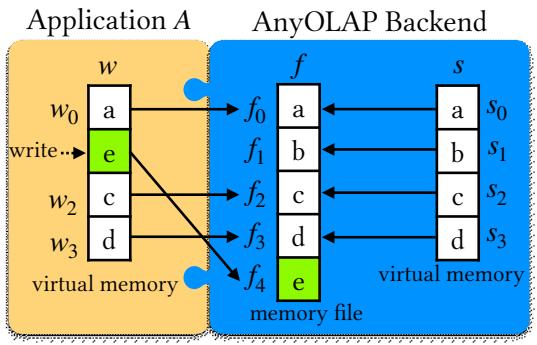 Application A
AnyOLAP Backend
w
f
s
w0 a f0 a a s0
write e f1 b b s1
w2 c f2 c c s2
w3 d f3 d d s3
virtual memory f4 e virtual memory
memory file